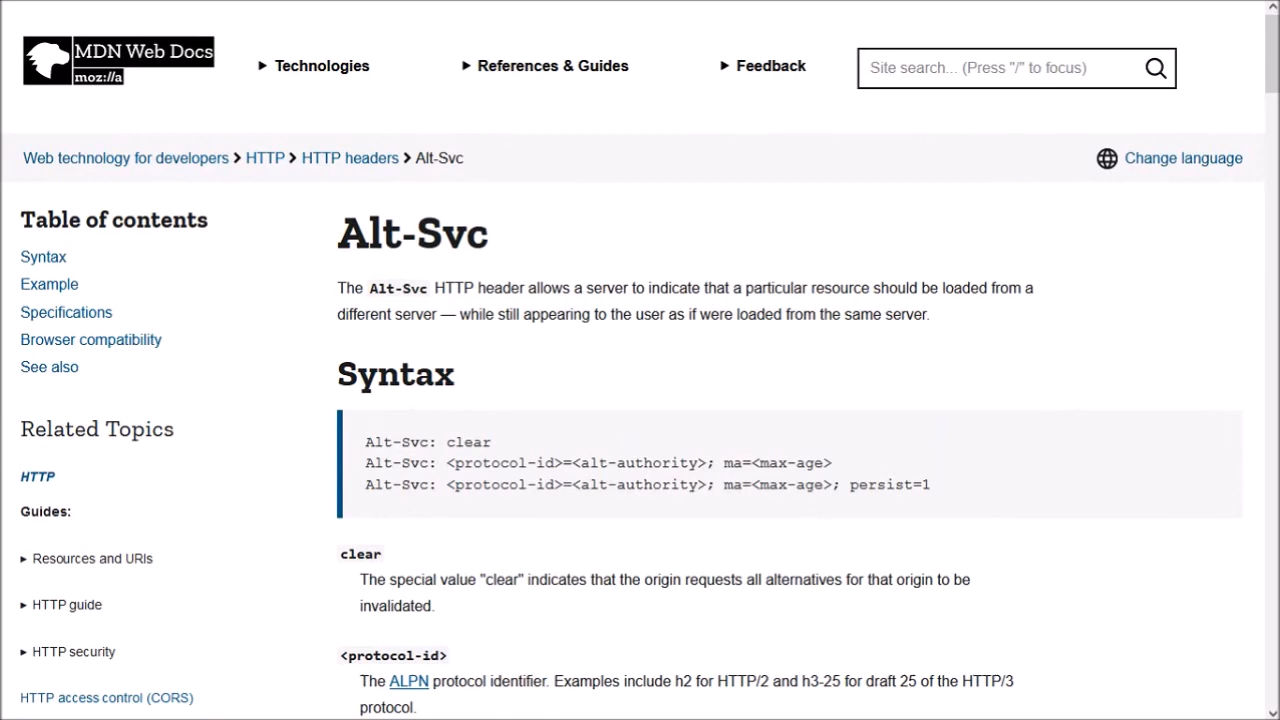 MDN Web Docs
moz://a
Technologies
References & Guides
Feedback
Site search... (Press "/" to focus)
Web technology for developers
HTTP
HTTP headers
Alt-Svc
Change language
Table of contents
Syntax
Example
Specifications
Browser compatibility
See also
Related Topics
HTTP
Guides:
Resources and URIs
HTTP guide
HTTP security
HTTP access control (CORS)
Alt-Svc
The Alt-Svc HTTP header allows a server to indicate that a particular resource should be loaded from a
different server — while still appearing to the user as if were loaded from the same server.
Syntax
Alt-Svc: clear
Alt-Svc: <protocol-id>=<alt-authority>; ma=<max-age>
Alt-Svc: <protocol-id>=<alt-authority>; ma=<max-age>; persist=1
clear
The special value "clear" indicates that the origin requests all alternatives for that origin to be
invalidated.
<protocol-id>
The ALPN protocol identifier. Examples include h2 for HTTP/2 and h3-25 for draft 25 of the HTTP/3
protocol.